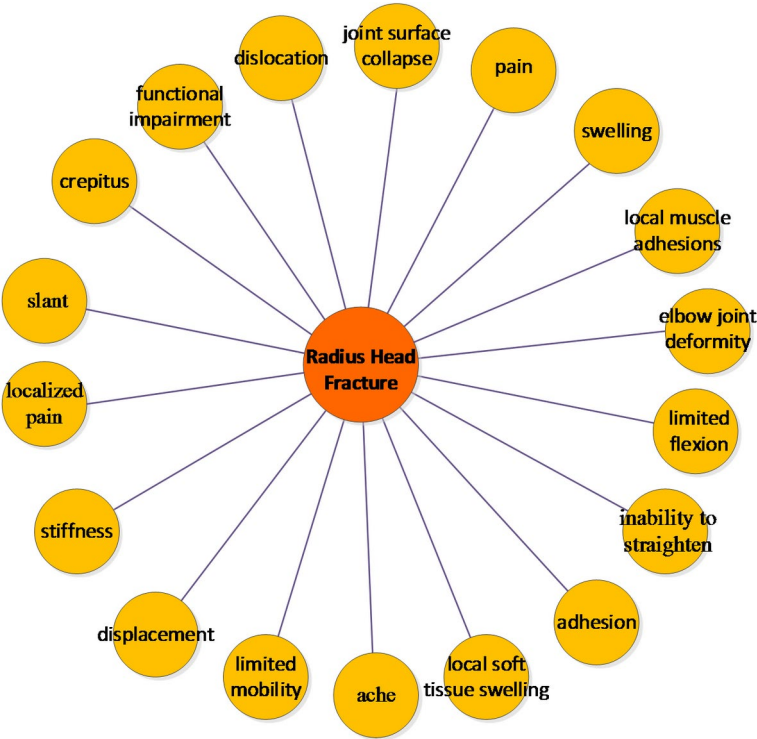 joint surface
collapse
dislocation
pain
functional
impairment
swelling
crepitus
local muscle
adhesions
slant
elbow joint
deformity
Radius Head
Fracture
localized
pain
limited
flexion
stiffness
inability to
straighten
displacement
adhesion
limited
mobility
ache
local soft
tissue swelling